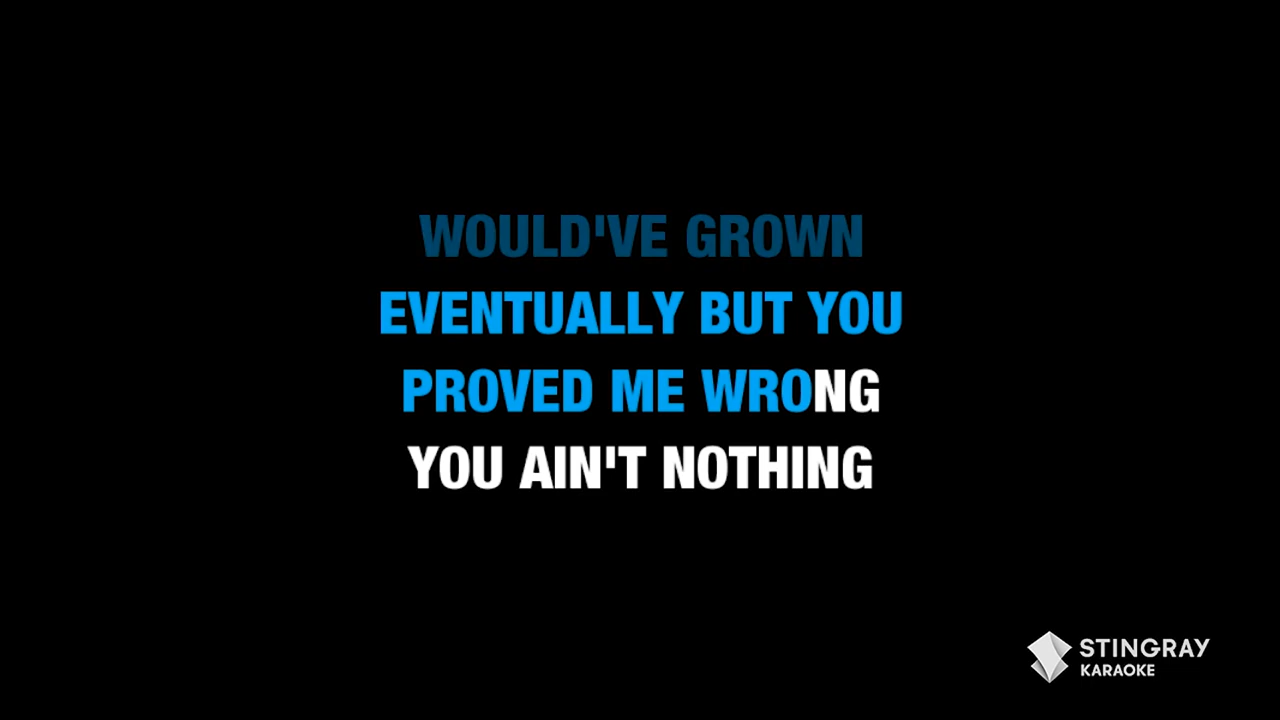 WOULD'VE GROWN
EVENTUALLY BUT YOU
PROVED ME WRONG
YOU AIN'T NOTHING
STINGRAY
KARAOKE